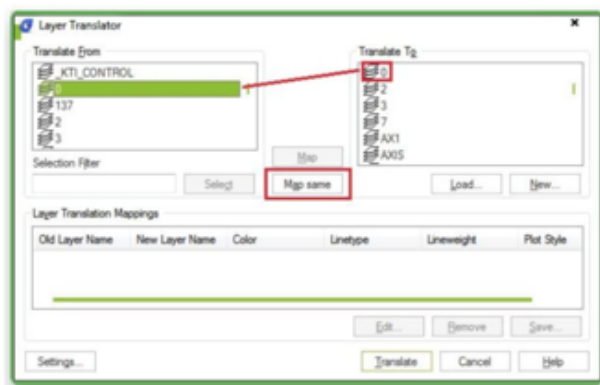 Layer Translator
Translate From
Translate To
_KTI_CONTROL
0
137
2
3
0
2
3
7
AX1
AXIS
Selection Filter
Map
Select
Map same
Load...
New...
Layer Translation Mappings
Old Layer Name New Layer Name Color Linetype Lineweight Plot Style
Edit... Remove Save...
Settings... Translate Cancel Help